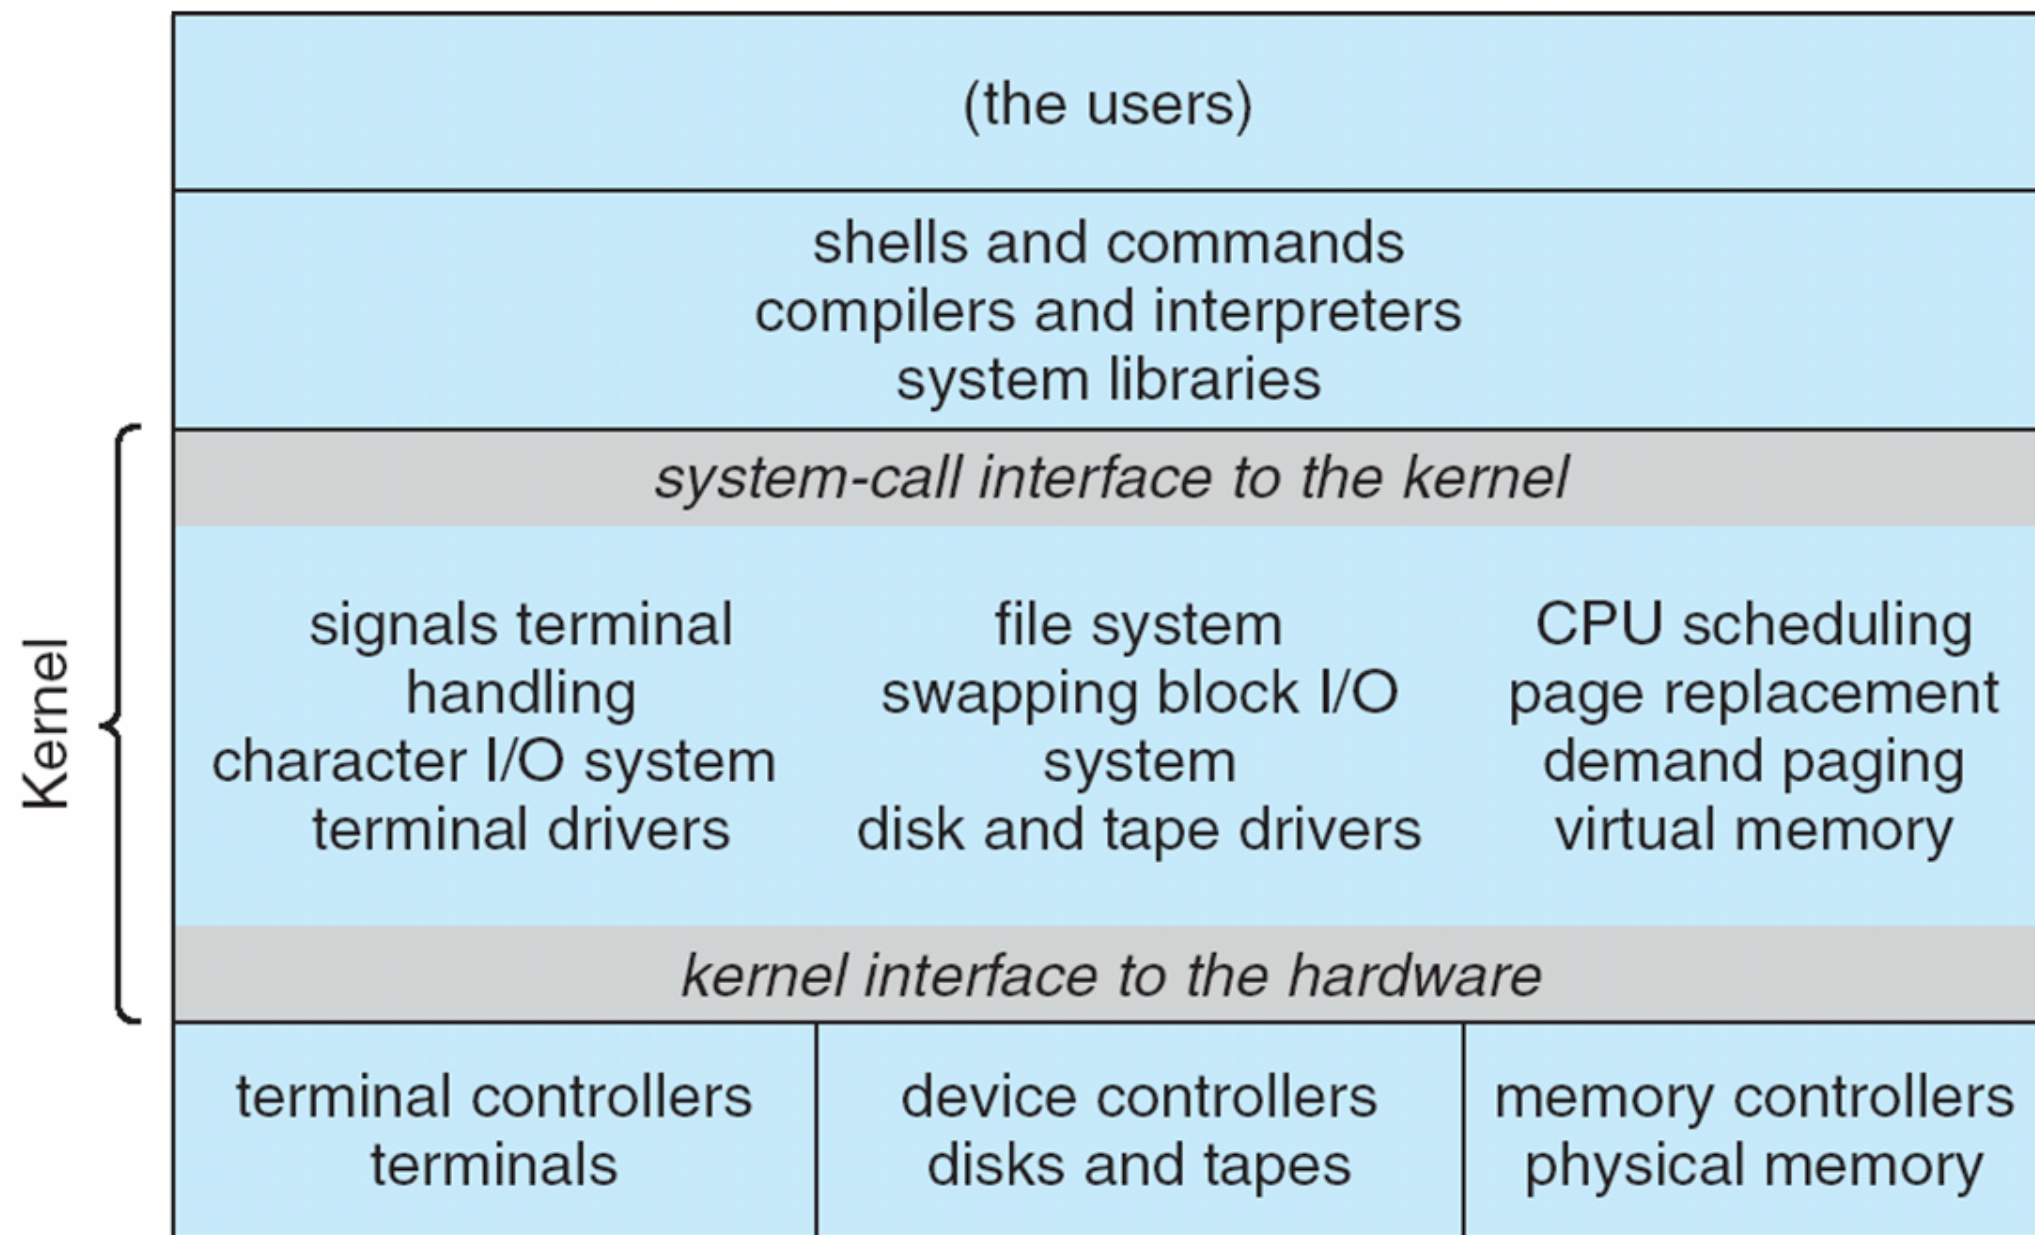 (the users)
shells and commands
compilers and interpreters
system libraries
Kernel
system-call interface to the kernel
signals terminal
handling
character I/O system
terminal drivers
file system
swapping block I/O
system
disk and tape drivers
CPU scheduling
page replacement
demand paging
virtual memory
kernel interface to the hardware
terminal controllers
terminals
device controllers
disks and tapes
memory controllers
physical memory